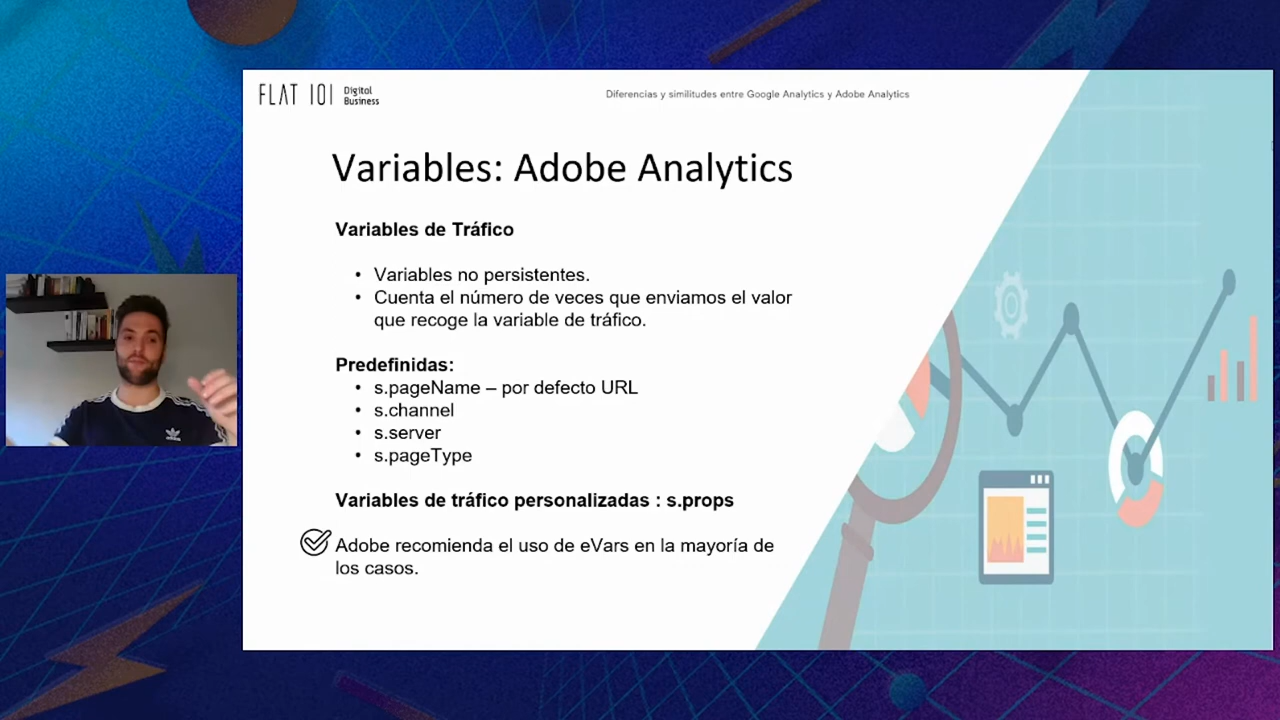 FLAT 101 Digital Business
Diferencias y similitudes entre Google Analytics y Adobe Analytics
Variables: Adobe Analytics
Variables de Tráfico
• Variables no persistentes.
• Cuenta el número de veces que enviamos el valor
que recoge la variable de tráfico.
Predefinidas:
• s.pageName – por defecto URL
• s.channel
• s.server
• s.pageType
Variables de tráfico personalizadas : s.props
Adobe recomienda el uso de eVars en la mayoría de
los casos.